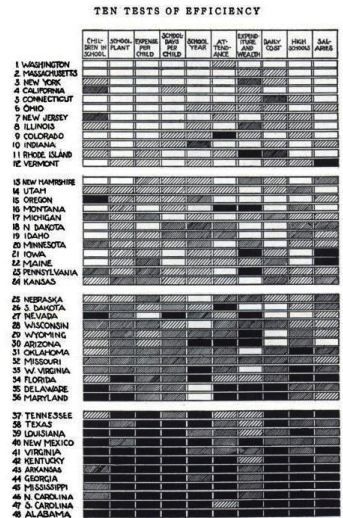 TEN TESTS OF EFFICIENCY
CHIL-
DREN IN
SCHOOL
SCHOOL
PLANT
EXPENSE
PER
CHILD
SCHOOL
DAYS
PER
CHILD
SCHOOL
YEAR
AT-
TEND-
ANCE
EXPEND-
ITURE
AND
WEALTH
DAILY
COST
HIGH
SCHOOLS
SAL-
ARIES
1 WASHINGTON
2 MASSACHUSETTS
3 NEW YORK
4 CALIFORNIA
5 CONNECTICUT
6 OHIO
7 NEW JERSEY
8 ILLINOIS
9 COLORADO
10 INDIANA
11 RHODE ISLAND
12 VERMONT
13 NEW HAMPSHIRE
14 UTAH
15 OREGON
16 MONTANA
17 MICHIGAN
18 N DAKOTA
19 IDAHO
20 MINNESOTA
21 IOWA
22 MAINE
23 PENNSYLVANIA
24 KANSAS
25 NEBRASKA
26 S. DAKOTA
27 NEVADA
28 WISCONSIN
29 WYOMING
30 ARIZONA
31 OKLAHOMA
32 MISSOURI
33 W. VIRGINIA
34 FLORIDA
35 DELAWARE
36 MARYLAND
37 TENNESSEE
38 TEXAS
39 LOUISIANA
40 NEW MEXICO
41 VIRGINIA
42 KENTUCKY
43 ARKANSAS
44 GEORGIA
45 MISSISSIPPI
46 N. CAROLINA
47 S. CAROLINA
48 ALABAMA